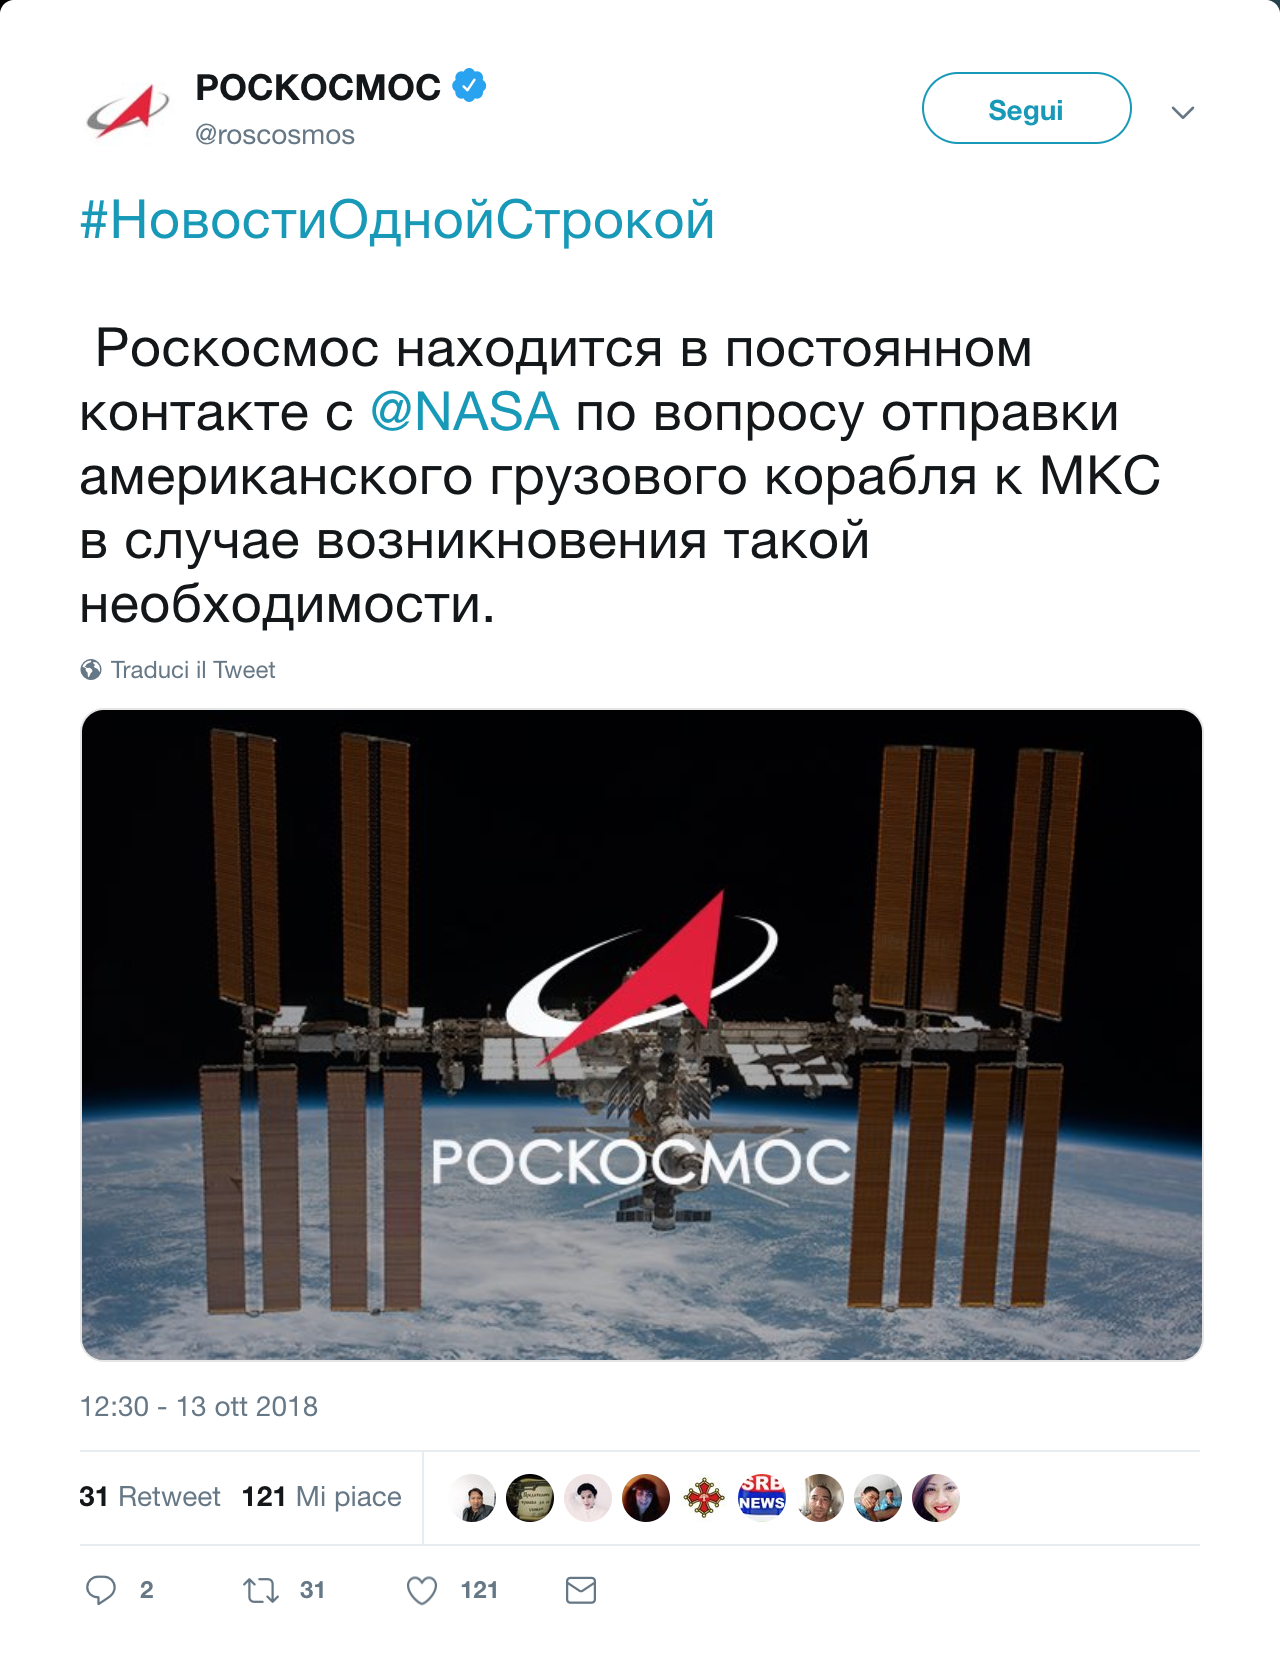 РОСКОСМОС
@roscosmos
Segui
#НовостиОднойСтрокой
Роскосмос находится в постоянном
контакте с @NASA по вопросу отправки
американского грузового корабля к МКС
в случае возникновения такой
необходимости.
Traduci il Tweet
РОСКОСМОС
12:30 - 13 ott 2018
31 Retweet 121 Mi piace
SRB
NEWS
2 31 121